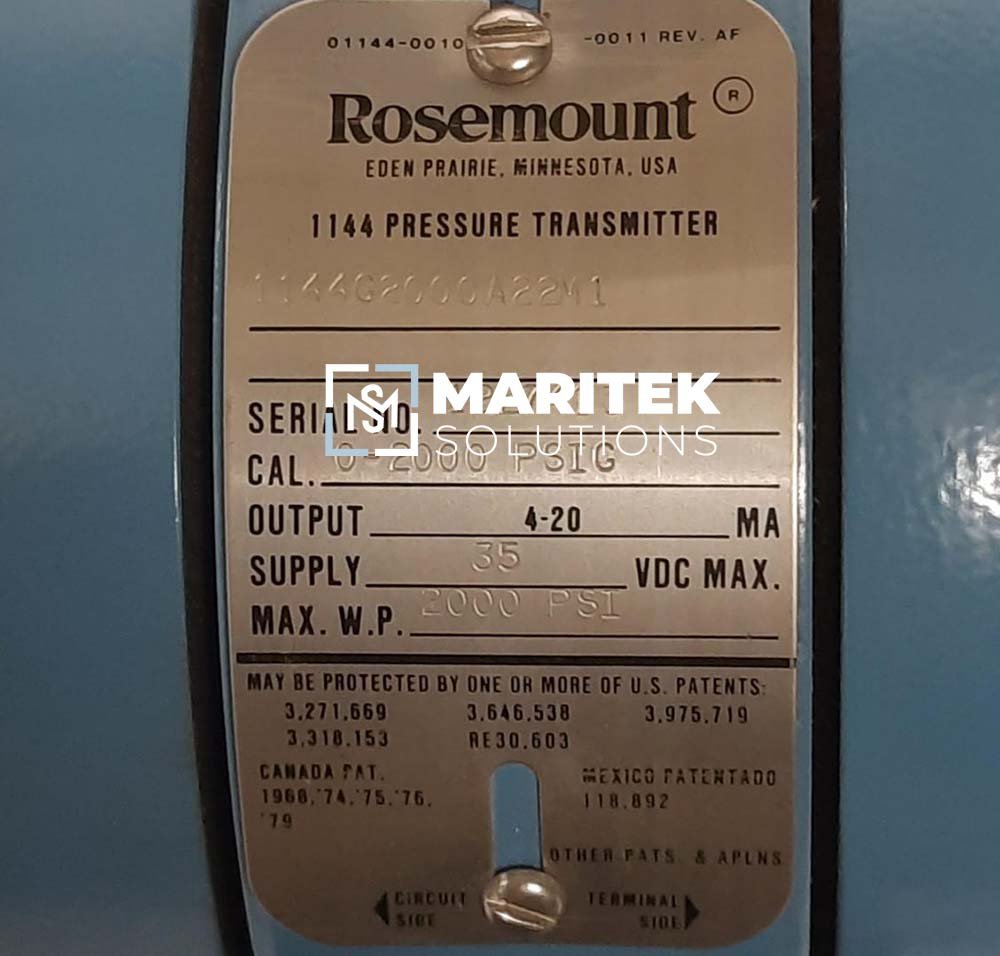 01144-0010 -0011 REV. AF
Rosemount ®
EDEN PRAIRIE, MINNESOTA, USA
1144 PRESSURE TRANSMITTER
1144G2000A22M1
MARITEK
SERIAL NO.
SOLUTIONS
CAL. 0-2000 PSIG
OUTPUT 4-20 MA
SUPPLY 35 VDC MAX.
MAX. W.P. 2000 PSI
MAY BE PROTECTED BY ONE OR MORE OF U.S. PATENTS:
3,271,669 3,646,538 3,975,719
3,318,153 RE30,603
CANADA PAT. MEXICO PATENTADO
1968,'74,'75,'76, 118,892
'79
OTHER PATS. & APLNS
CIRCUIT TERMINAL
SIDE SIDE